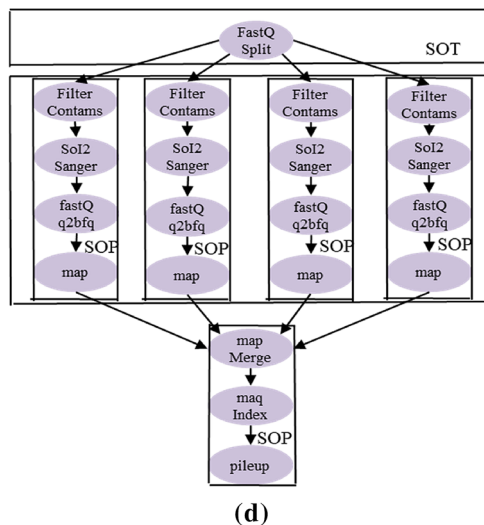 FastQ
Split
SOT
Filter
Contams
Filter
Contams
Filter
Contams
Filter
Contams
SoI2
Sanger
SoI2
Sanger
SoI2
Sanger
SoI2
Sanger
fastQ
q2bfq
fastQ
q2bfq
fastQ
q2bfq
fastQ
q2bfq
SOP
SOP
SOP
SOP
map
map
map
map
map
Merge
maq
Index
SOP
pileup
(d)